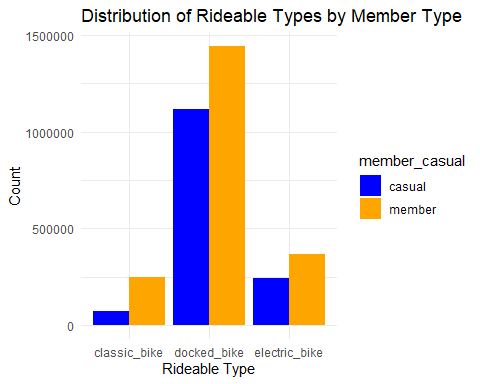 Distribution of Rideable Types by Member Type
1500000
1000000
500000
0
Count
classic_bike docked_bike electric_bike
Rideable Type
member_casual
casual
member